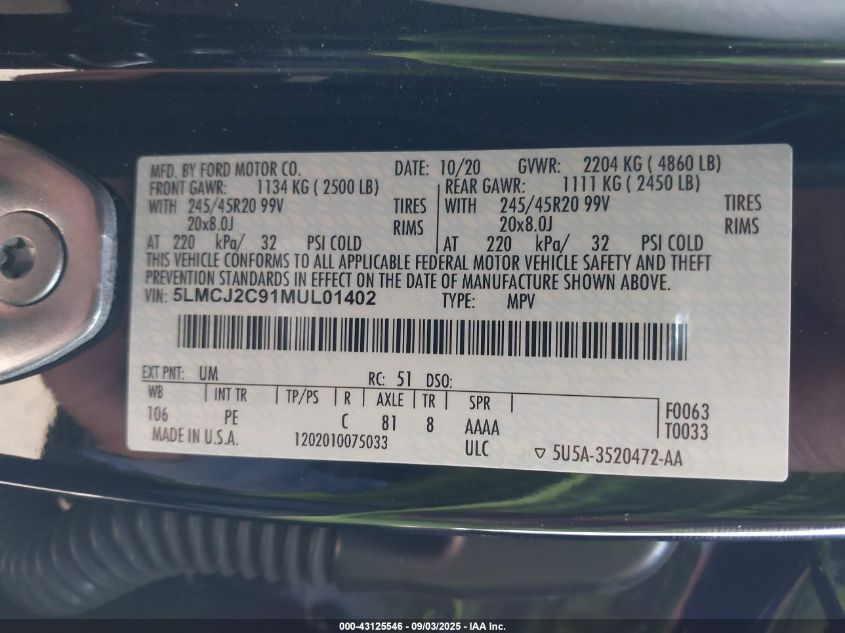 MFD. BY FORD MOTOR CO. DATE: 10/20 GVWR: 2204 KG ( 4860 LB)
FRONT GAWR: 1134 KG ( 2500 LB) REAR GAWR: 1111 KG ( 2450 LB)
WITH 245/45R20 99V TIRES WITH 245/45R20 99V TIRES
20x8.0J RIMS 20x8.0J RIMS
AT 220 kPa/ 32 PSI COLD AT 220 kPa/ 32 PSI COLD
THIS VEHICLE CONFORMS TO ALL APPLICABLE FEDERAL MOTOR VEHICLE SAFETY AND THEFT
PREVENTION STANDARDS IN EFFECT ON THE DATE OF MANUFACTURE SHOWN ABOVE.
VIN: 5LMCJ2C91MUL01402 TYPE: MPV
EXT PNT: UM RC: 51 DSO:
WB INT TR TP/PS R AXLE TR SPR F0063
106 PE C 81 8 AAAA T0033
MADE IN U.S.A. 1202010075033 ULC ▽ 5U5A-3520472-AA
000-43125546 - 09/03/2025 - IAA Inc.